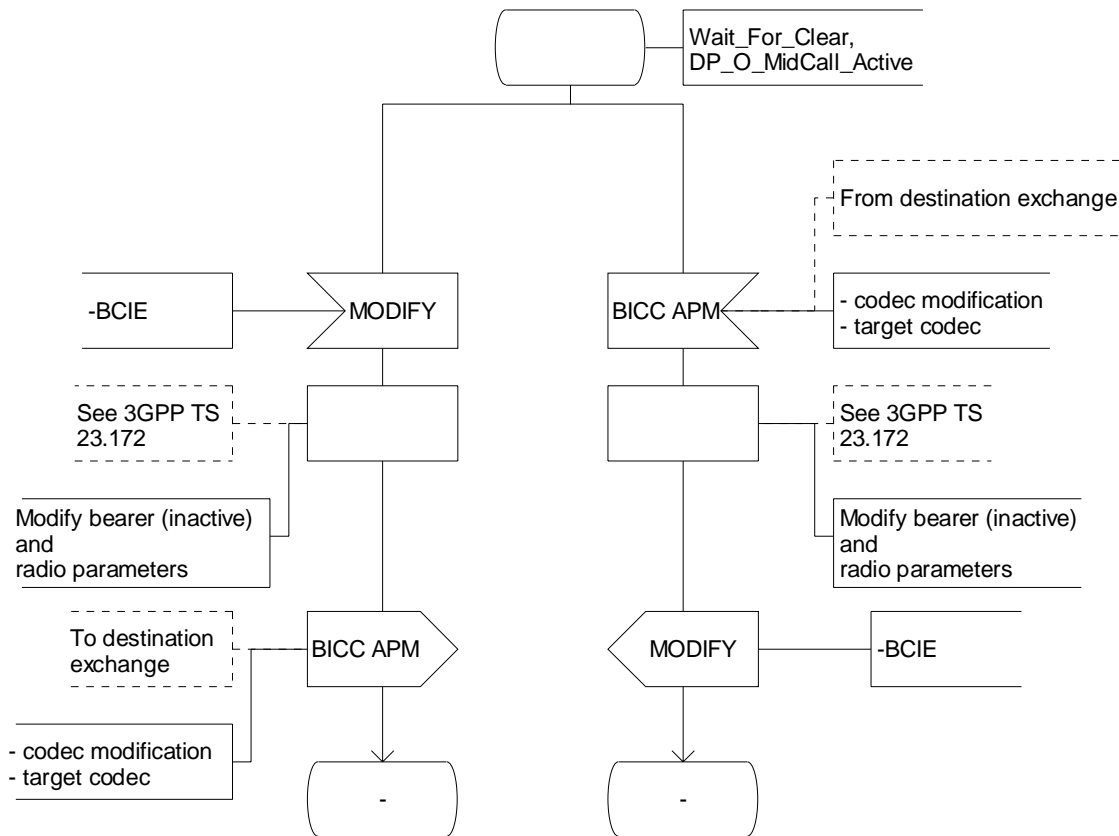 Wait_For_Clear,
DP_O_MidCall_Active
From destination exchange
-BCIE
MODIFY
BICC APM
- codec modification
- target codec
See 3GPP TS
23.172
See 3GPP TS
23.172
Modify bearer (inactive)
and
radio parameters
Modify bearer (inactive)
and
radio parameters
To destination
exchange
BICC APM
MODIFY
-BCIE
- codec modification
- target codec
-
-